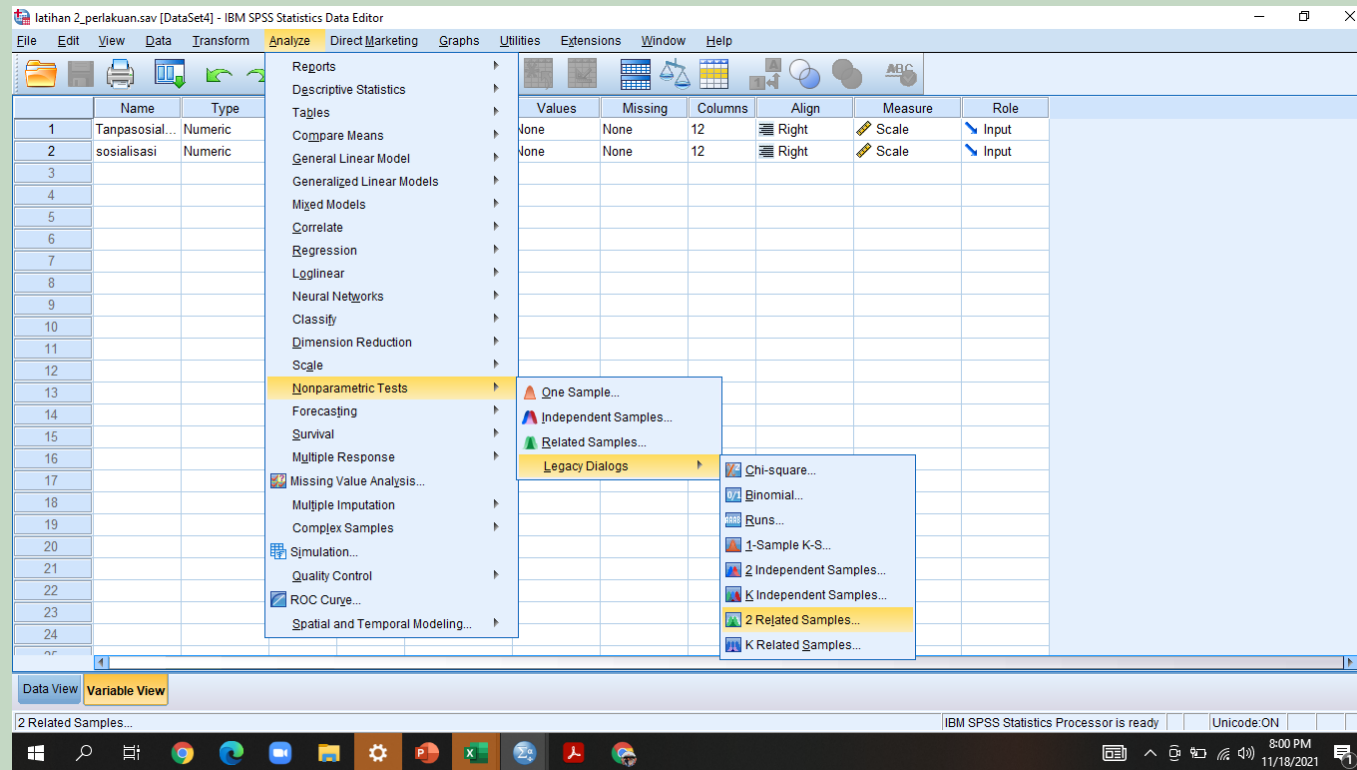 latihan 2_perlakuan.sav [DataSet4] - IBM SPSS Statistics Data Editor
File Edit View Data Transform Analyze Direct Marketing Graphs Utilities Extensions Window Help
Name Type Values Missing Columns Align Measure Role
1 Tanpasosial... Numeric None None 12 Right Scale Input
2 sosialisasi Numeric None None 12 Right Scale Input
3
4
5
6
7
8
9
10
11
12
13
14
15
16
17
18
19
20
21
22
23
24
Reports
Descriptive Statistics
Tables
Compare Means
General Linear Model
Generalized Linear Models
Mixed Models
Correlate
Regression
Loglinear
Neural Networks
Classify
Dimension Reduction
Scale
Nonparametric Tests
Forecasting
Survival
Multiple Response
Missing Value Analysis...
Multiple Imputation
Complex Samples
Simulation...
Quality Control
ROC Curve...
Spatial and Temporal Modeling...
One Sample...
Independent Samples...
Related Samples...
Legacy Dialogs
Chi-square...
Binomial...
Runs...
1-Sample K-S...
2 Independent Samples...
K Independent Samples...
2 Related Samples...
K Related Samples...
Data View Variable View
2 Related Samples... IBM SPSS Statistics Processor is ready Unicode:ON
8:00 PM
11/18/2021